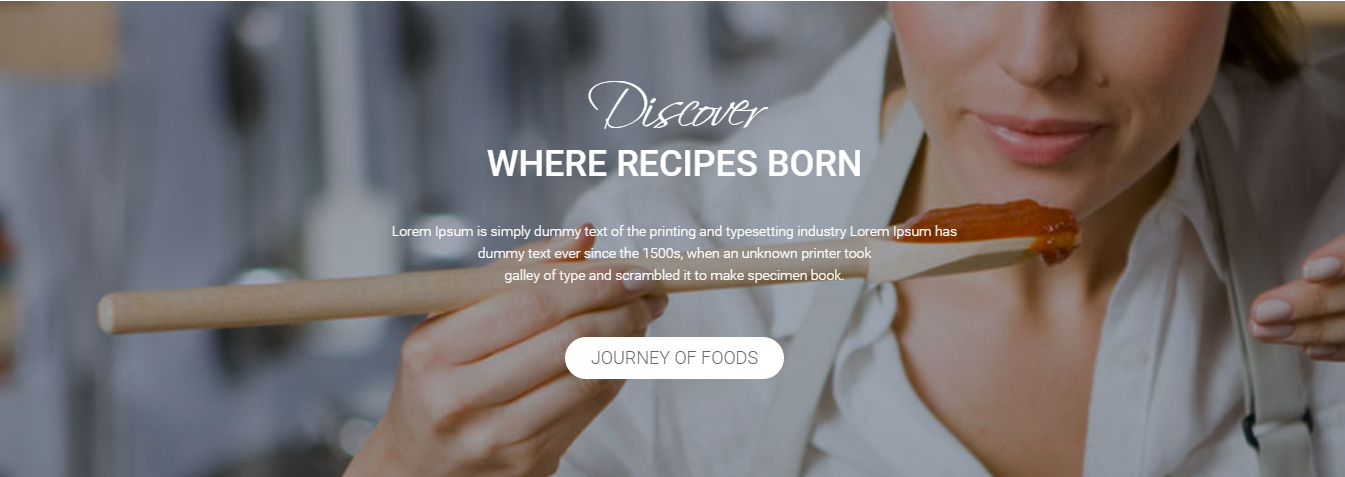 Discover
WHERE RECIPES BORN
Lorem Ipsum is simply dummy text of the printing and typesetting industry Lorem Ipsum has
dummy text ever since the 1500s, when an unknown printer took
galley of type and scrambled it to make specimen book.
JOURNEY OF FOODS